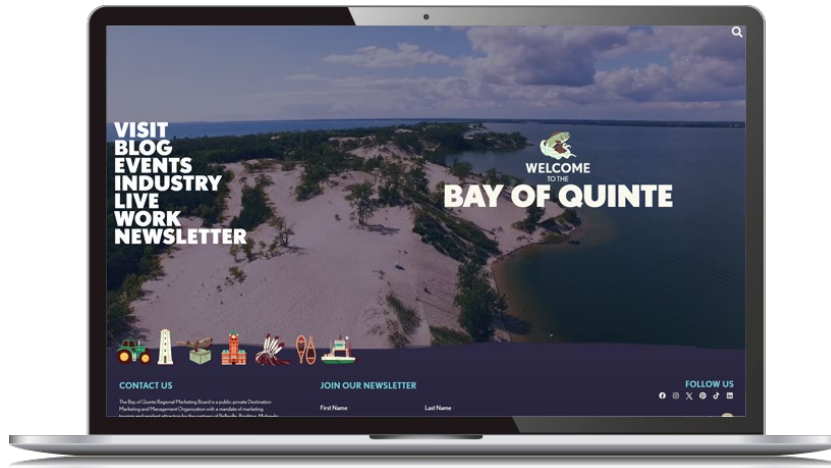 VISIT
BLOG
EVENTS
INDUSTRY
LIVE
WORK
NEWSLETTER
WELCOME
TO THE
BAY OF QUINTE
CONTACT US
The Bay of Quinte Regional Marketing Board is a public-private Destination
Marketing and Management Organization with a mandate of marketing
JOIN OUR NEWSLETTER
First Name
Last Name
FOLLOW US